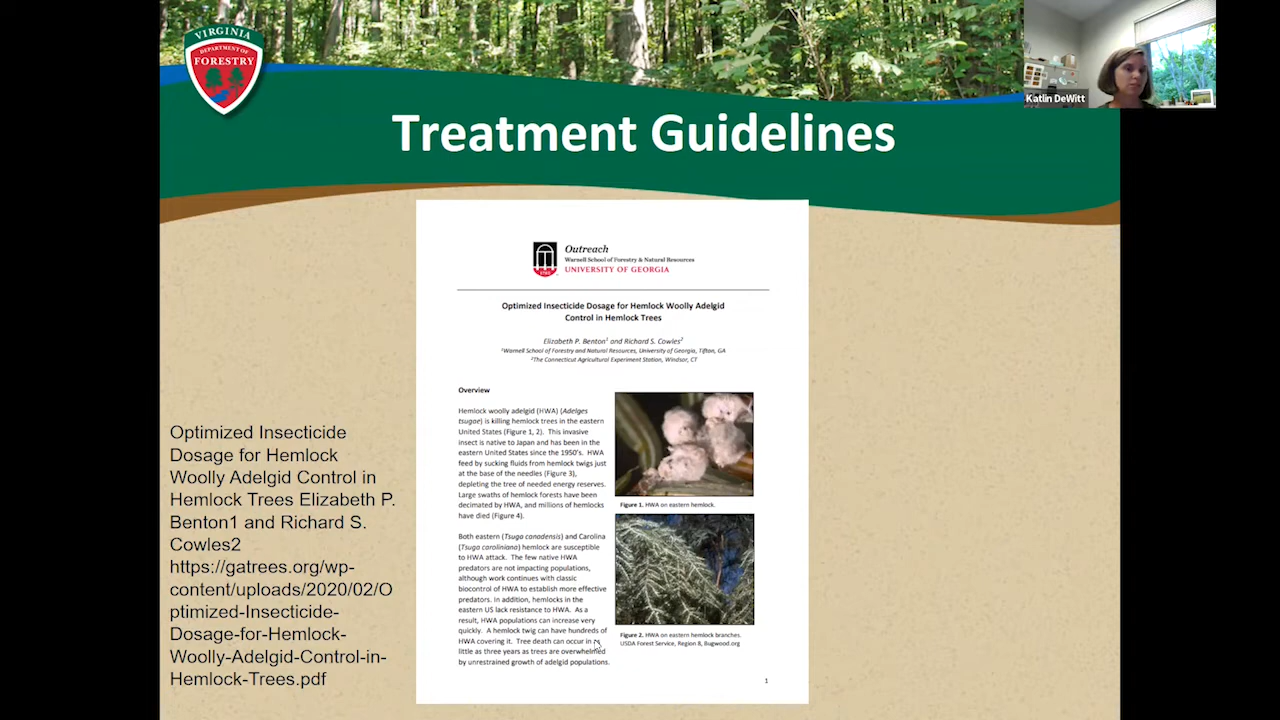 VIRGINIA
DEPARTMENT OF
FORESTRY
Katlin DeWitt
Treatment Guidelines
Outreach
Warnell School of Forestry & Natural Resources
UNIVERSITY OF GEORGIA
1785
Optimized Insecticide Dosage for Hemlock Woolly Adelgid
Control in Hemlock Trees
Elizabeth P. Benton1 and Richard S. Cowles2
1Warnell School of Forestry and Natural Resources, University of Georgia, Tifton, GA
2The Connecticut Agricultural Experiment Station, Windsor, CT
Overview
Hemlock woolly adelgid (HWA) (Adelges
tsugae) is killing hemlock trees in the eastern
United States (Figure 1, 2). This invasive
insect is native to Japan and has been in the
eastern United States since the 1950's. HWA
feed by sucking fluids from hemlock twigs just
at the base of the needles (Figure 3),
depleting the tree of needed energy reserves.
Large swaths of hemlock forests have been
decimated by HWA, and millions of hemlocks
have died (Figure 4).
Both eastern (Tsuga canadensis) and Carolina
(Tsuga caroliniana) hemlock are susceptible
to HWA attack. The few native HWA
predators are not impacting populations,
although work continues with classic
biocontrol of HWA to establish more effective
predators. In addition, hemlocks in the
eastern US lack resistance to HWA. As a
result, HWA populations can increase very
quickly. A hemlock twig can have hundreds of
HWA covering it. Tree death can occur in as
little as three years as trees are overwhelmed
by unrestrained growth of adelgid populations.
Figure 1. HWA on eastern hemlock.
Figure 2. HWA on eastern hemlock branches.
USDA Forest Service, Region 8, Bugwood.org
1
Optimized Insecticide
Dosage for Hemlock
Woolly Adelgid Control in
Hemlock Trees Elizabeth P.
Benton1 and Richard S.
Cowles2
https://gatrees.org/wp-
content/uploads/2020/02/O
ptimized-Insecticide-
Dosage-for-Hemlock-
Woolly-Adelgid-Control-in-
Hemlock-Trees.pdf